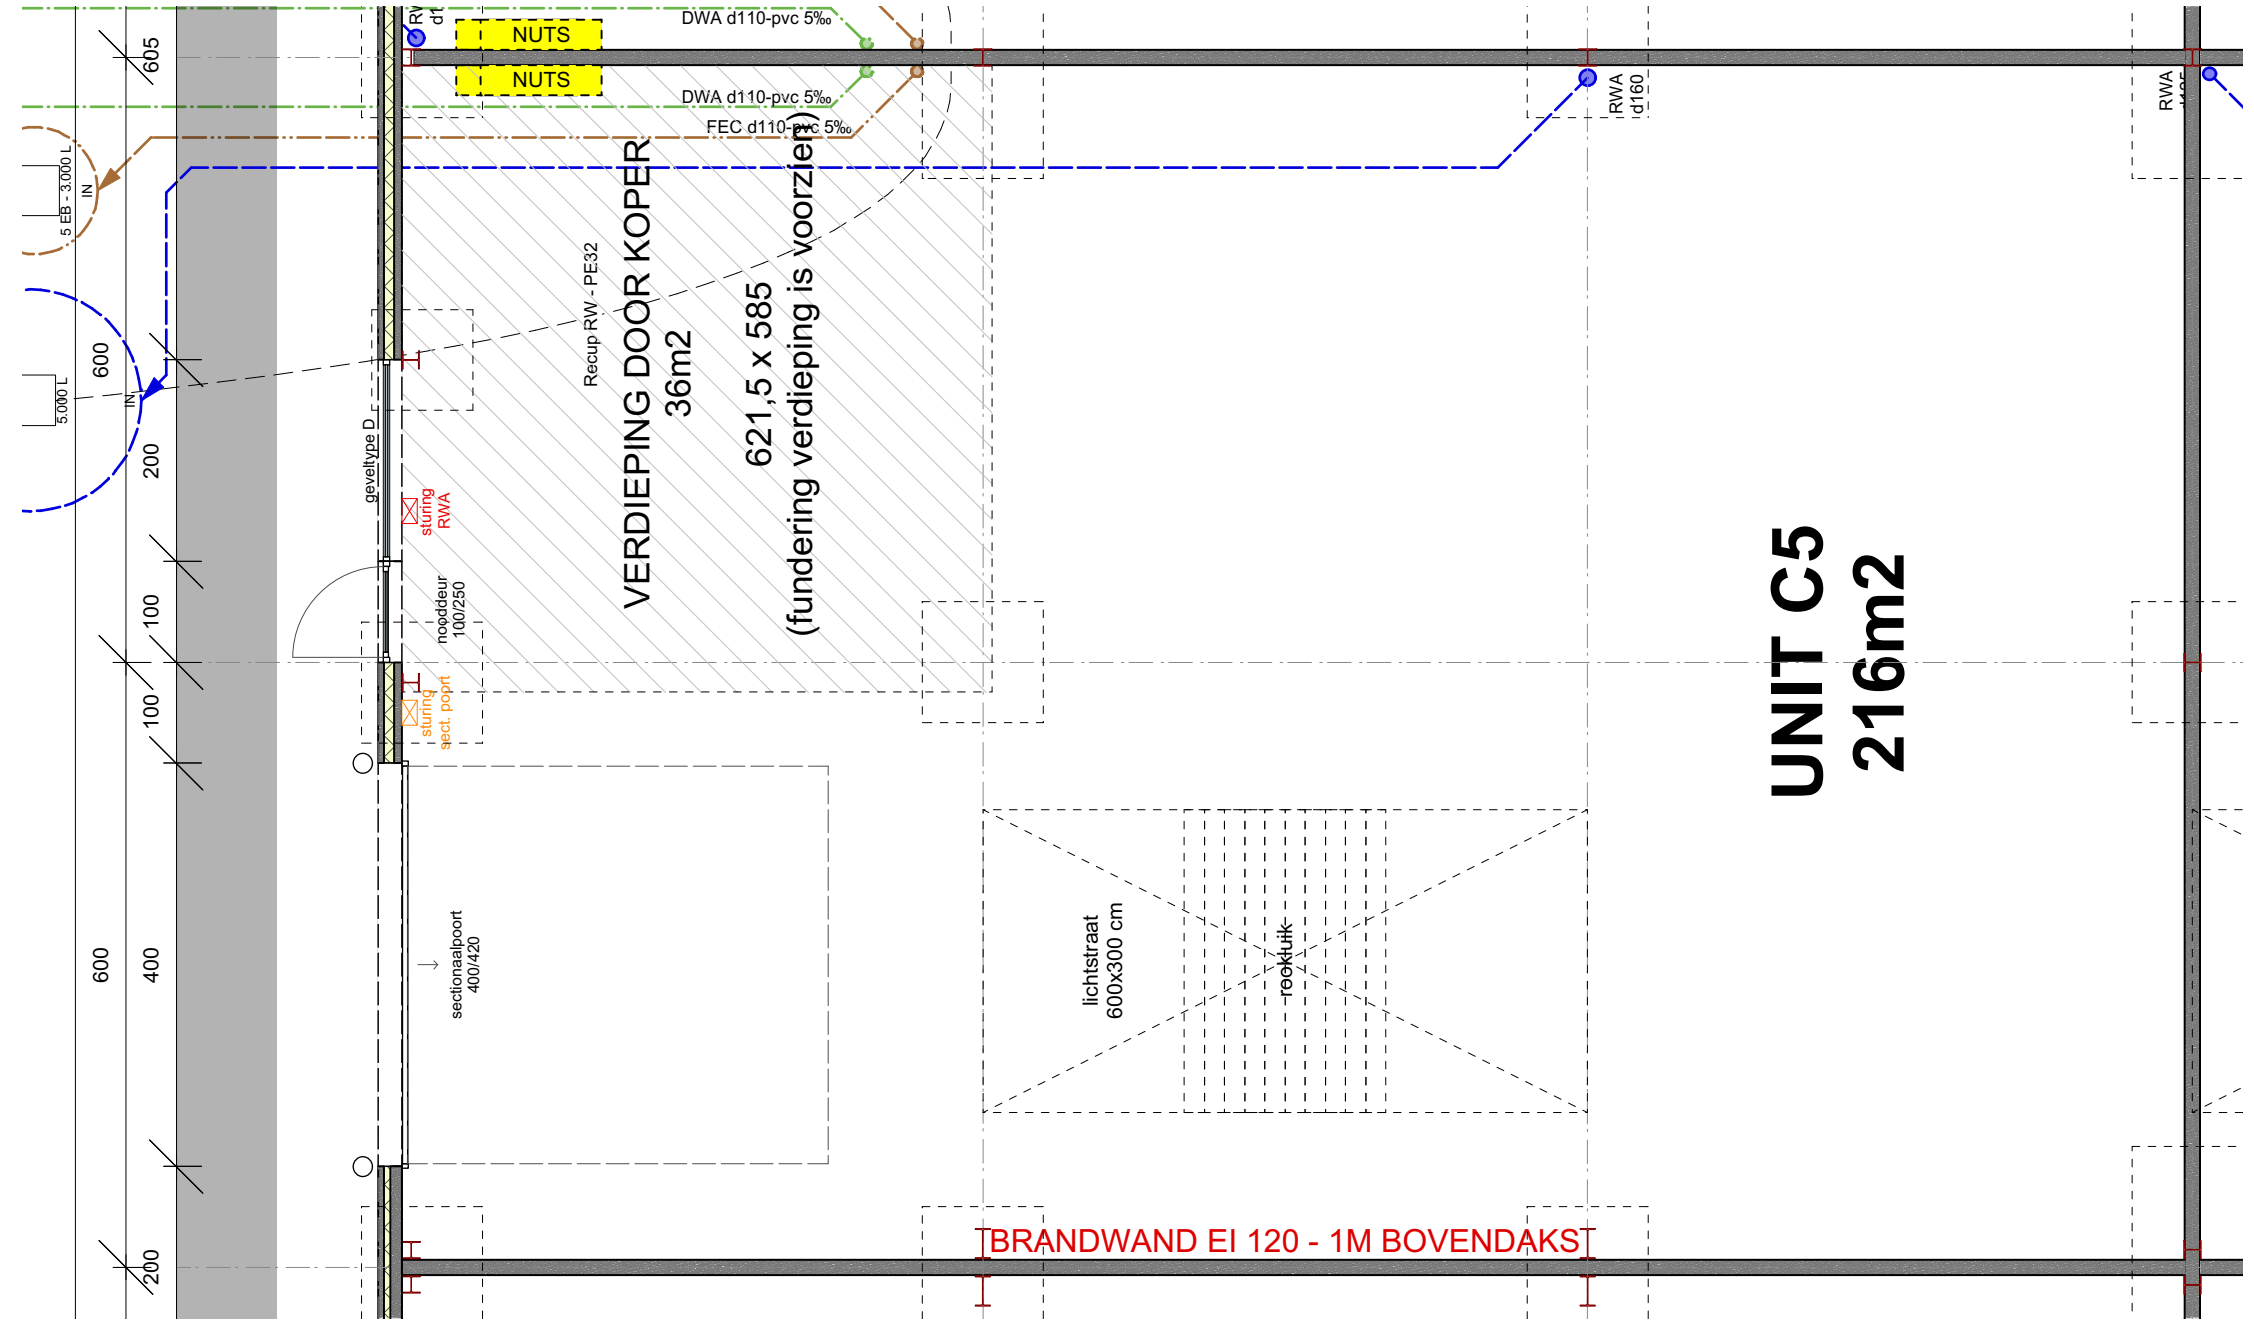 NUTS
NUTS
DWA d110-pvc 5‰
DWA d110-pvc 5‰
FEC d110-pvc 5‰
RWA
d160
RWA
605
600
200
100
100
600
400
200
5 EB - 3.000 L
IN
5.000 L
IN
Recup RW - PE32
VERDIEPING DOOR KOPER
36m2
621,5 x 585
(fundering verdieping is voorzien)
geveltype D
sturing
RWA
nooddeur
100/250
sturing
sect. poort
sectionaalpoort
400/420
lichtstraat
600x300 cm
rookluik
UNIT C5
216m2
BRANDWAND EI 120 - 1M BOVENDAKS